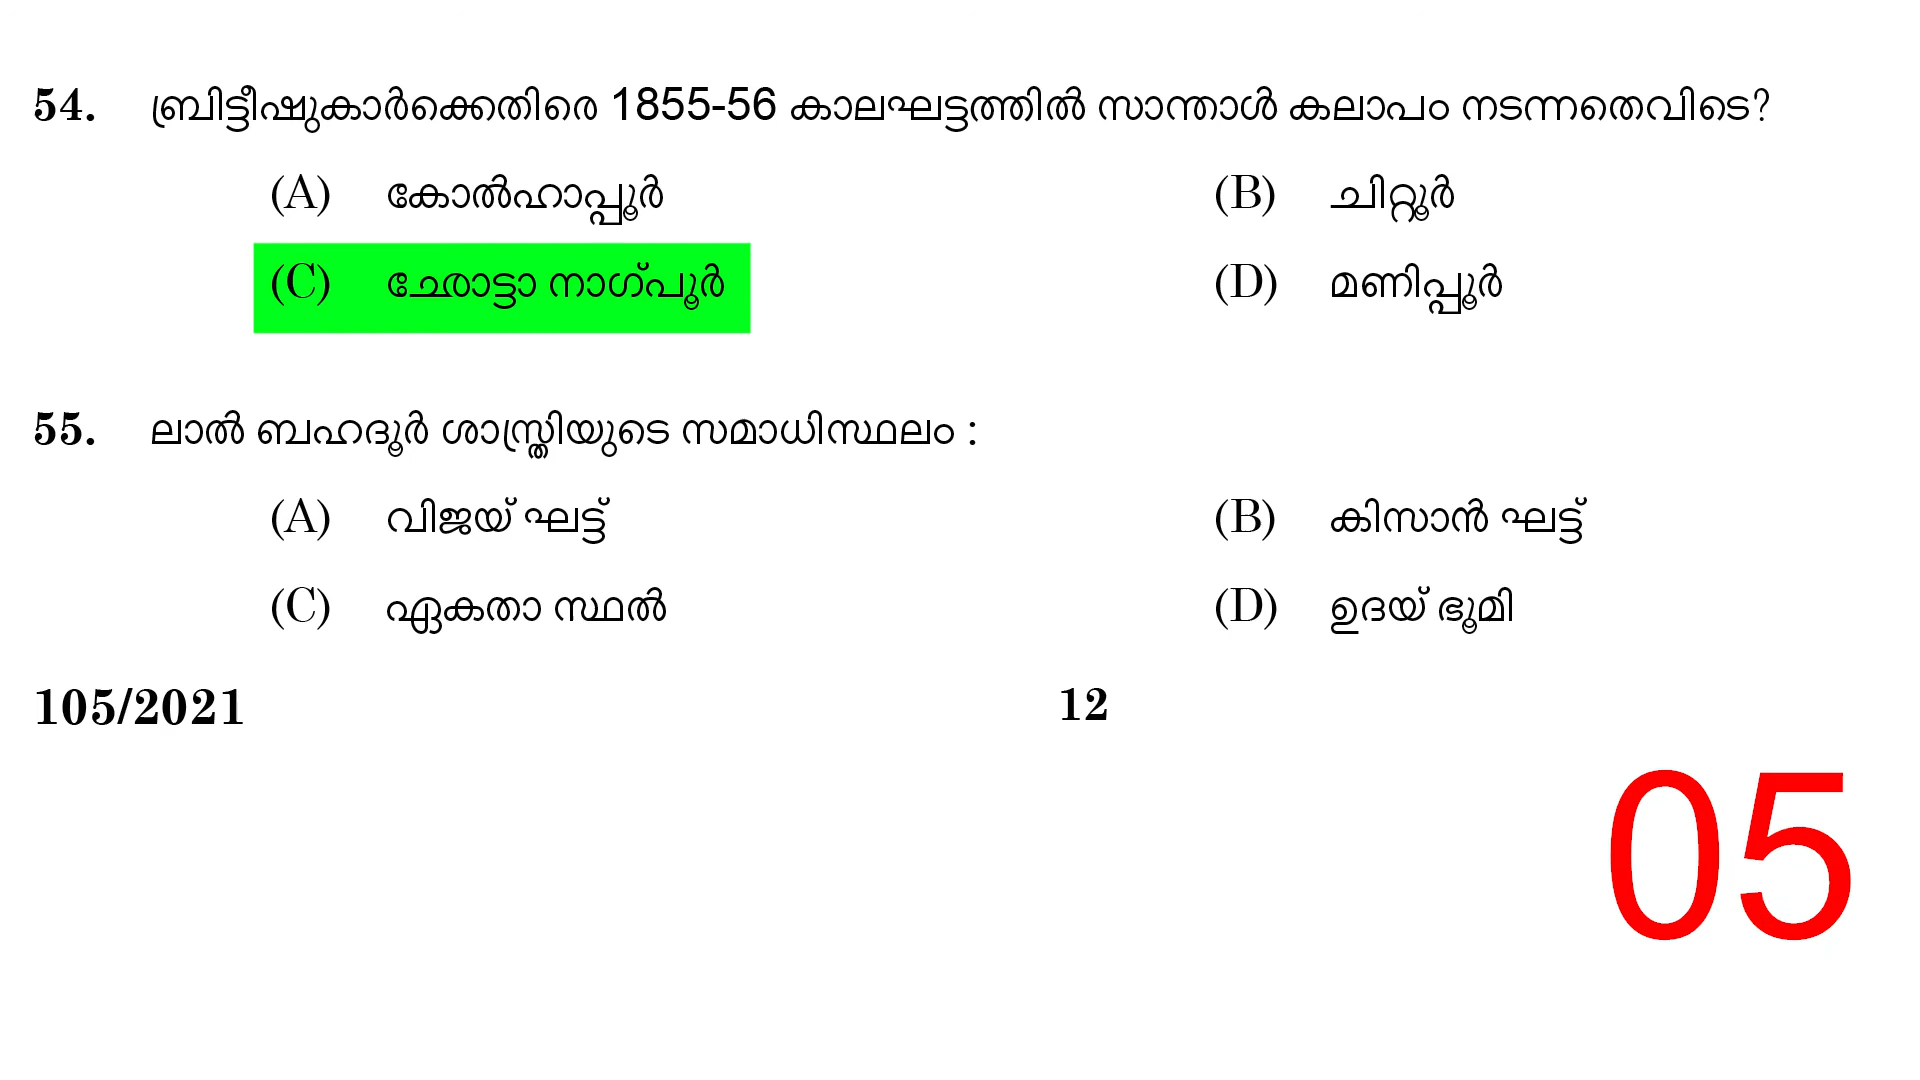 54. ബ്രിട്ടീഷുകാർക്കെതിരെ 1855-56 കാലഘട്ടത്തിൽ സാന്താൾ കലാപം നടന്നതെവിടെ?
(A) കോൽഹാപ്പൂർ (B) ചിറ്റൂർ
(C) ഛോട്ടാ നാഗ്പൂർ (D) മണിപ്പൂർ
55. ലാൽ ബഹദൂർ ശാസ്ത്രിയുടെ സമാധിസ്ഥലം :
(A) വിജയ് ഘട്ട് (B) കിസാൻ ഘട്ട്
(C) ഏകതാ സ്ഥൽ (D) ഉദയ് ഭൂമി
105/2021 12
05